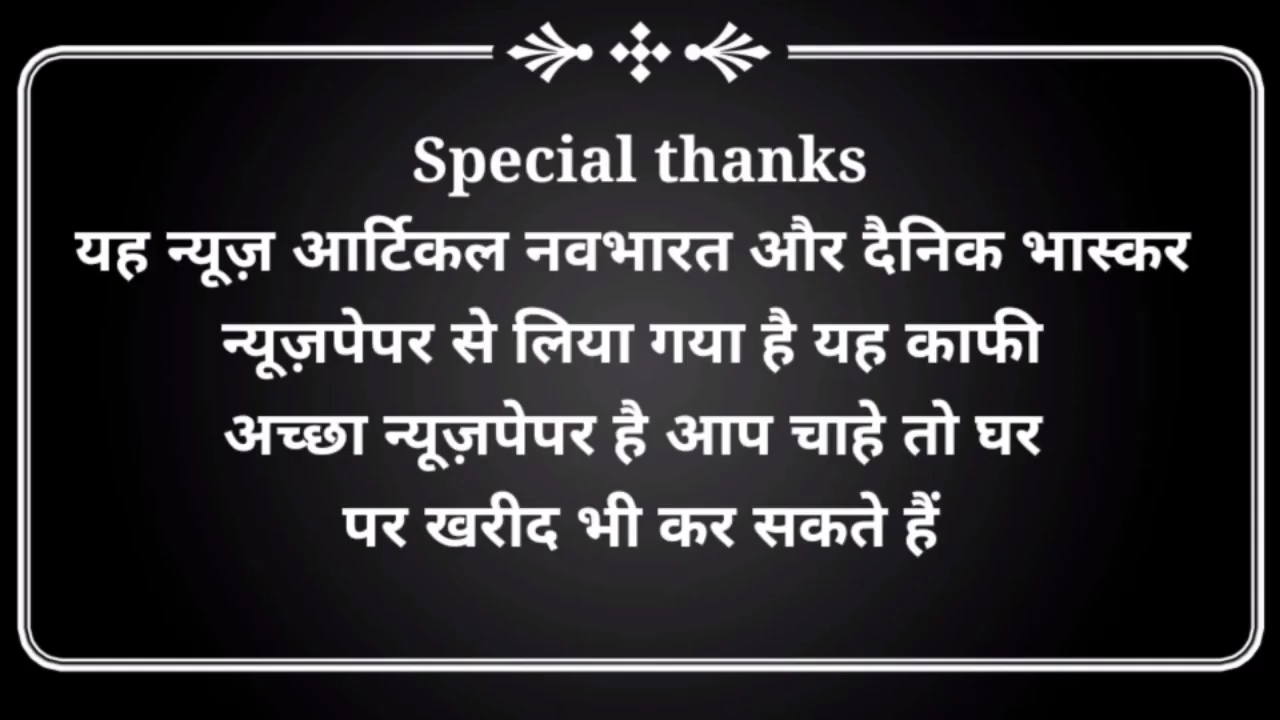 Special thanks
यह न्यूज़ आर्टिकल नवभारत और दैनिक भास्कर
न्यूज़पेपर से लिया गया है यह काफी
अच्छा न्यूज़पेपर है आप चाहे तो घर
पर खरीद भी कर सकते हैं